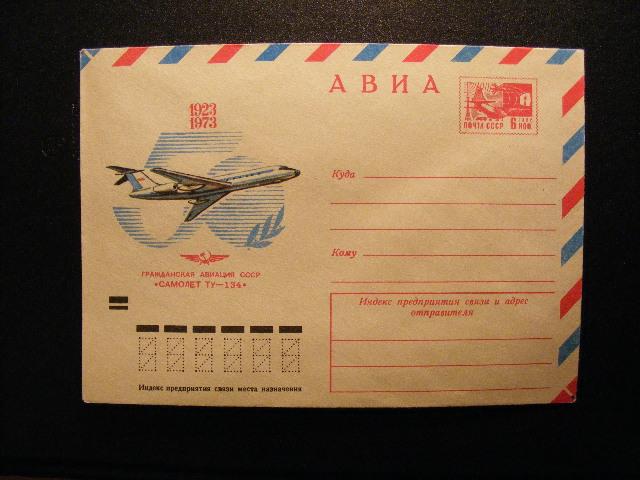 АВИА
1923
1973
50
ПОЧТА СССР 6 КОП.
Куда
Кому
ГРАЖДАНСКАЯ АВИАЦИЯ СССР
«САМОЛЕТ ТУ—134»
Индекс предприятия связи и адрес
отправителя
Индекс предприятия связи места назначения